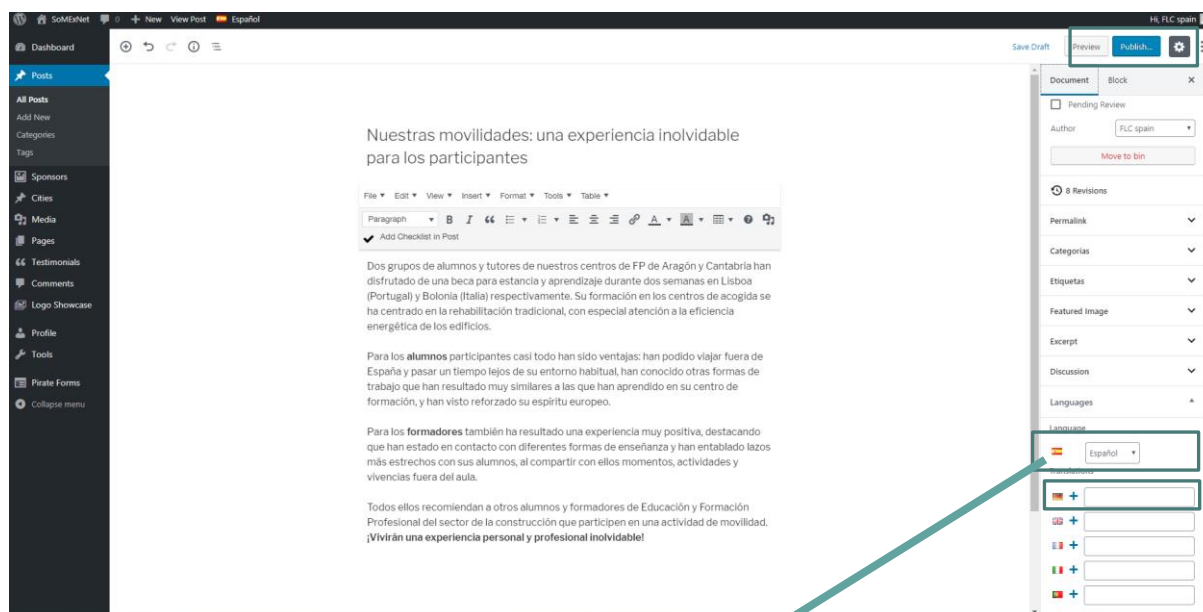 SoMExNet 0 + New View Post Español Hi, FLC spain
Dashboard
Posts
All Posts
Add New
Categories
Tags
Sponsors
Cities
Media
Pages
Testimonials
Comments
Logo Showcase
Profile
Tools
Pirate Forms
Collapse menu
Save Draft Preview Publish...
Nuestras movilidades: una experiencia inolvidable
para los participantes
File Edit View Insert Format Tools Table
Paragraph B I A A
Add Checklist in Post
Dos grupos de alumnos y tutores de nuestros centros de FP de Aragón y Cantabria han
disfrutado de una beca para estancia y aprendizaje durante dos semanas en Lisboa
(Portugal) y Bolonia (Italia) respectivamente. Su formación en los centros de acogida se
ha centrado en la rehabilitación tradicional, con especial atención a la eficiencia
energética de los edificios.
Para los alumnos participantes casi todo han sido ventajas: han podido viajar fuera de
España y pasar un tiempo lejos de su entorno habitual, han conocido otras formas de
trabajo que han resultado muy similares a las que han aprendido en su centro de
formación, y han visto reforzado su espíritu europeo.
Para los formadores también ha resultado una experiencia muy positiva, destacando
que han estado en contacto con diferentes formas de enseñanza y han entablado lazos
más estrechos con sus alumnos, al compartir con ellos momentos, actividades y
vivencias fuera del aula.
Todos ellos recomiendan a otros alumnos y formadores de Educación y Formación
Profesional del sector de la construcción que participen en una actividad de movilidad.
¡Vivirán una experiencia personal y profesional inolvidable!
Document Block
Pending Review
Author FLC spain
Move to bin
8 Revisions
Permalink
Categorías
Etiquetas
Featured Image
Excerpt
Discussion
Languages
Language
Español
Translations